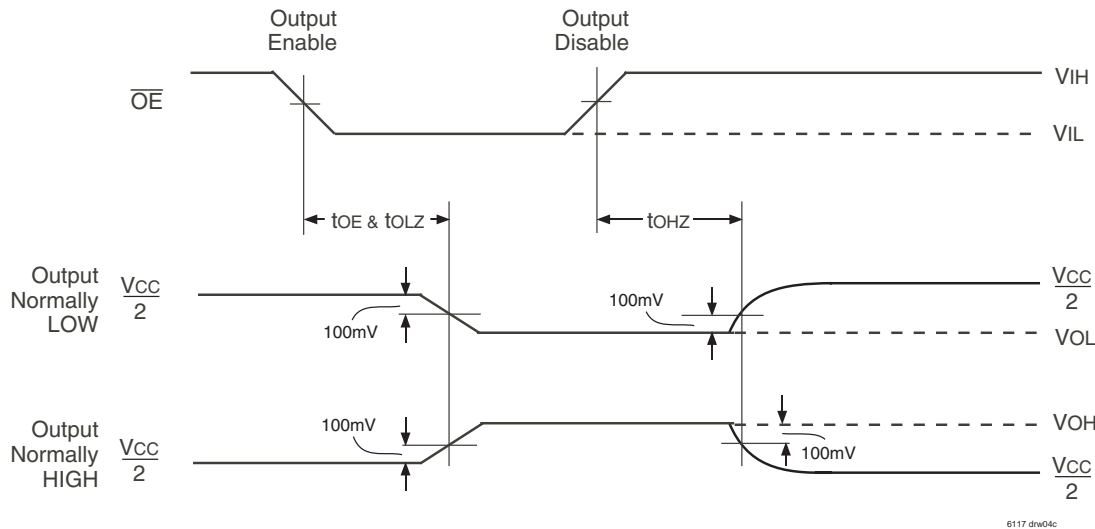 Output
Enable
Output
Disable
OE
VIH
VIL
tOE & tOLZ
tOHZ
Output
Normally
LOW
VCC
2
100mV
100mV
VCC
2
VOL
Output
Normally
HIGH
VCC
2
100mV
VOH
100mV
VCC
2
6117 drw04c